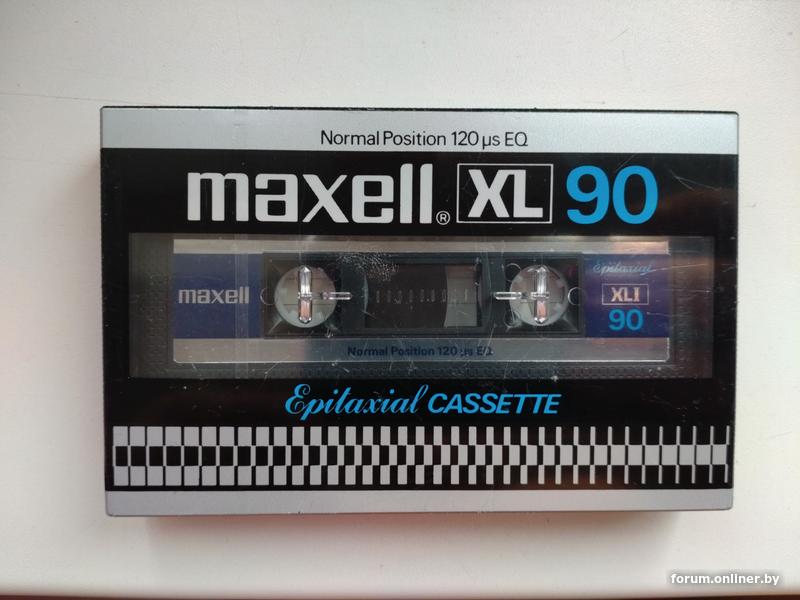 Normal Position 120 µs EQ
maxell® XL 90
Epitaxial
maxell XLI
90
Normal Position 120 µs EQ
Epitaxial CASSETTE
forum.onliner.by